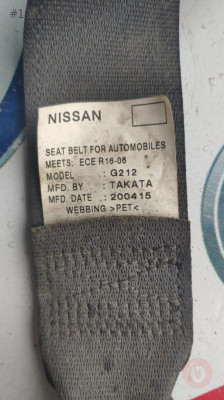 #1
NISSAN
SEAT BELT FOR AUTOMOBILES
MEETS: ECE R16-06
MODEL : G212
MFD. BY : TAKATA
MFD. DATE : 200415
WEBBING >PET<